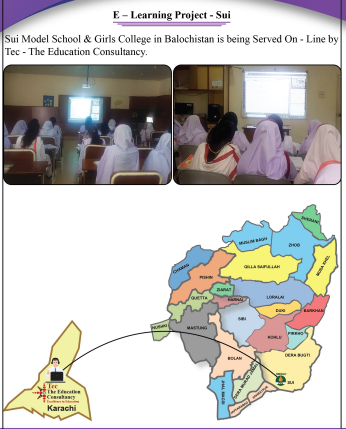 E – Learning Project - Sui
Sui Model School & Girls College in Balochistan is being Served On - Line by
Tec - The Education Consultancy.
SHERANI
MUSLIM BAGH
ZHOB
MUSA KHEL
QILLA SAIFULLAH
CHAMAN
PISHIN
ZIARAT
QUETTA
HARNAI
LORALAI
DUKI
BARKHAN
NUSHKI
MASTUNG
SIBI
KOHLU
BOLAN
DERA BUGTI
SUI
Tec
The Education
Consultancy
Excellence in Education
Karachi